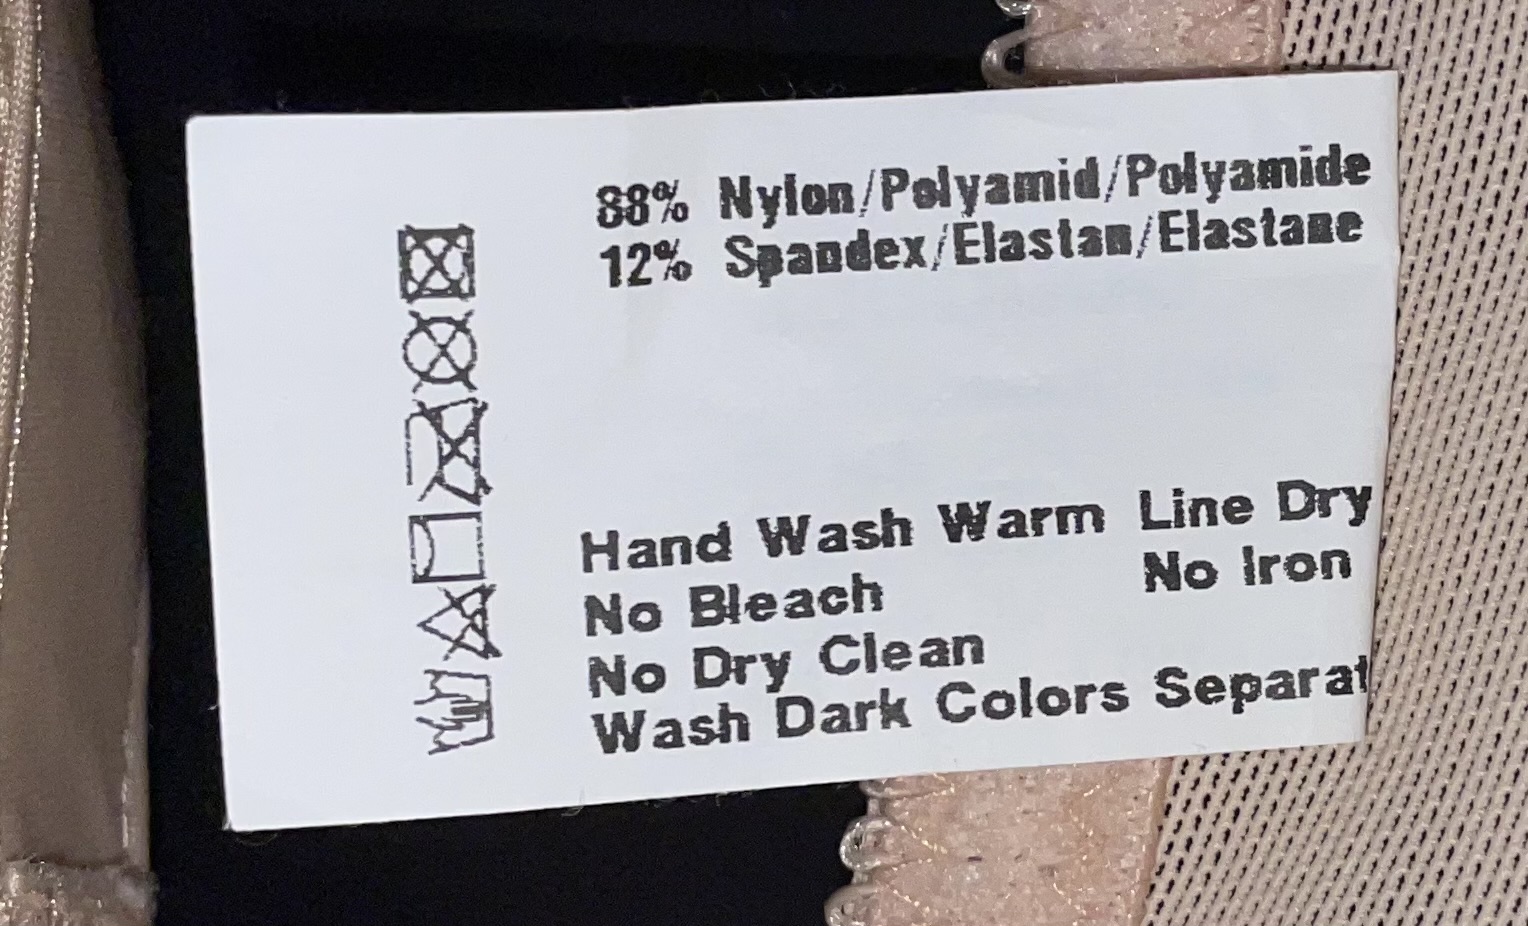 88% Nylon/Polyamid/Polyamide
12% Spandex/Elastan/Elastane
Hand Wash Warm Line Dry
No Bleach No Iron
No Dry Clean
Wash Dark Colors Separat